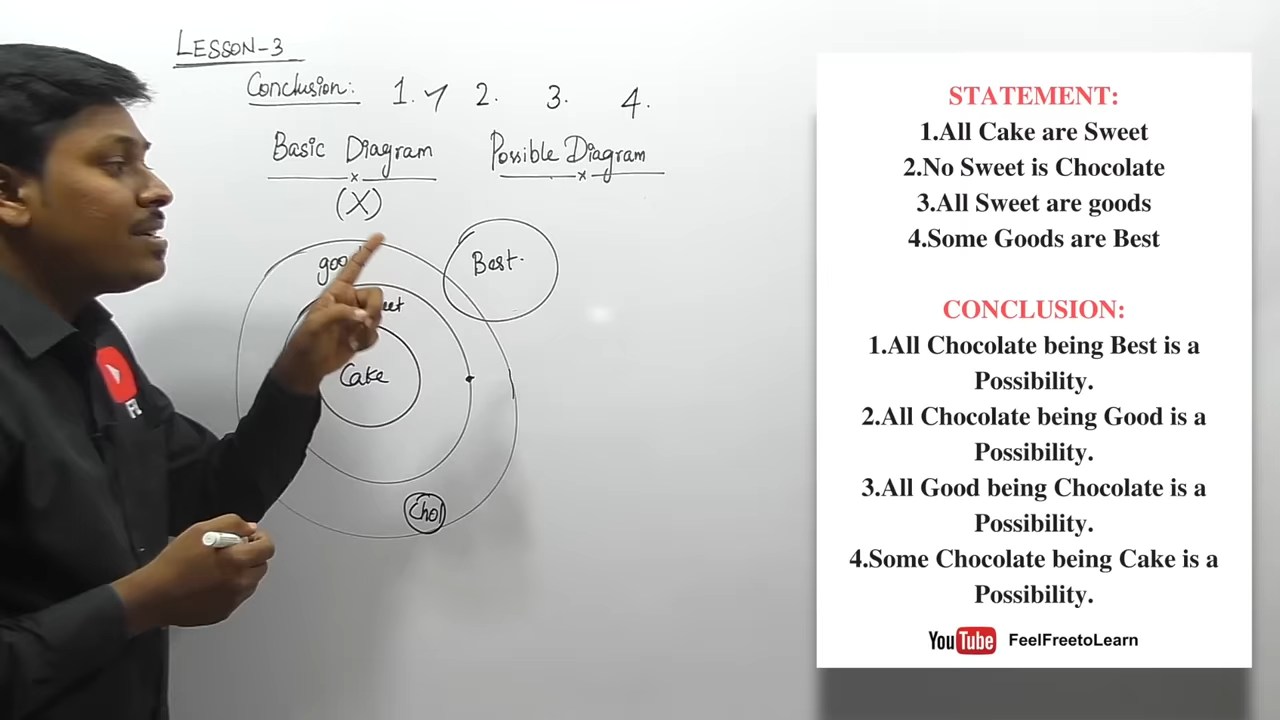 LESSON-3
Conclusion: 1. ✓ 2. 3. 4.
Basic Diagram Possible Diagram
(X)
Best.
Cake
Chol
STATEMENT:
1.All Cake are Sweet
2.No Sweet is Chocolate
3.All Sweet are goods
4.Some Goods are Best
CONCLUSION:
1.All Chocolate being Best is a
Possibility.
2.All Chocolate being Good is a
Possibility.
3.All Good being Chocolate is a
Possibility.
4.Some Chocolate being Cake is a
Possibility.
YouTube FeelFreetoLearn